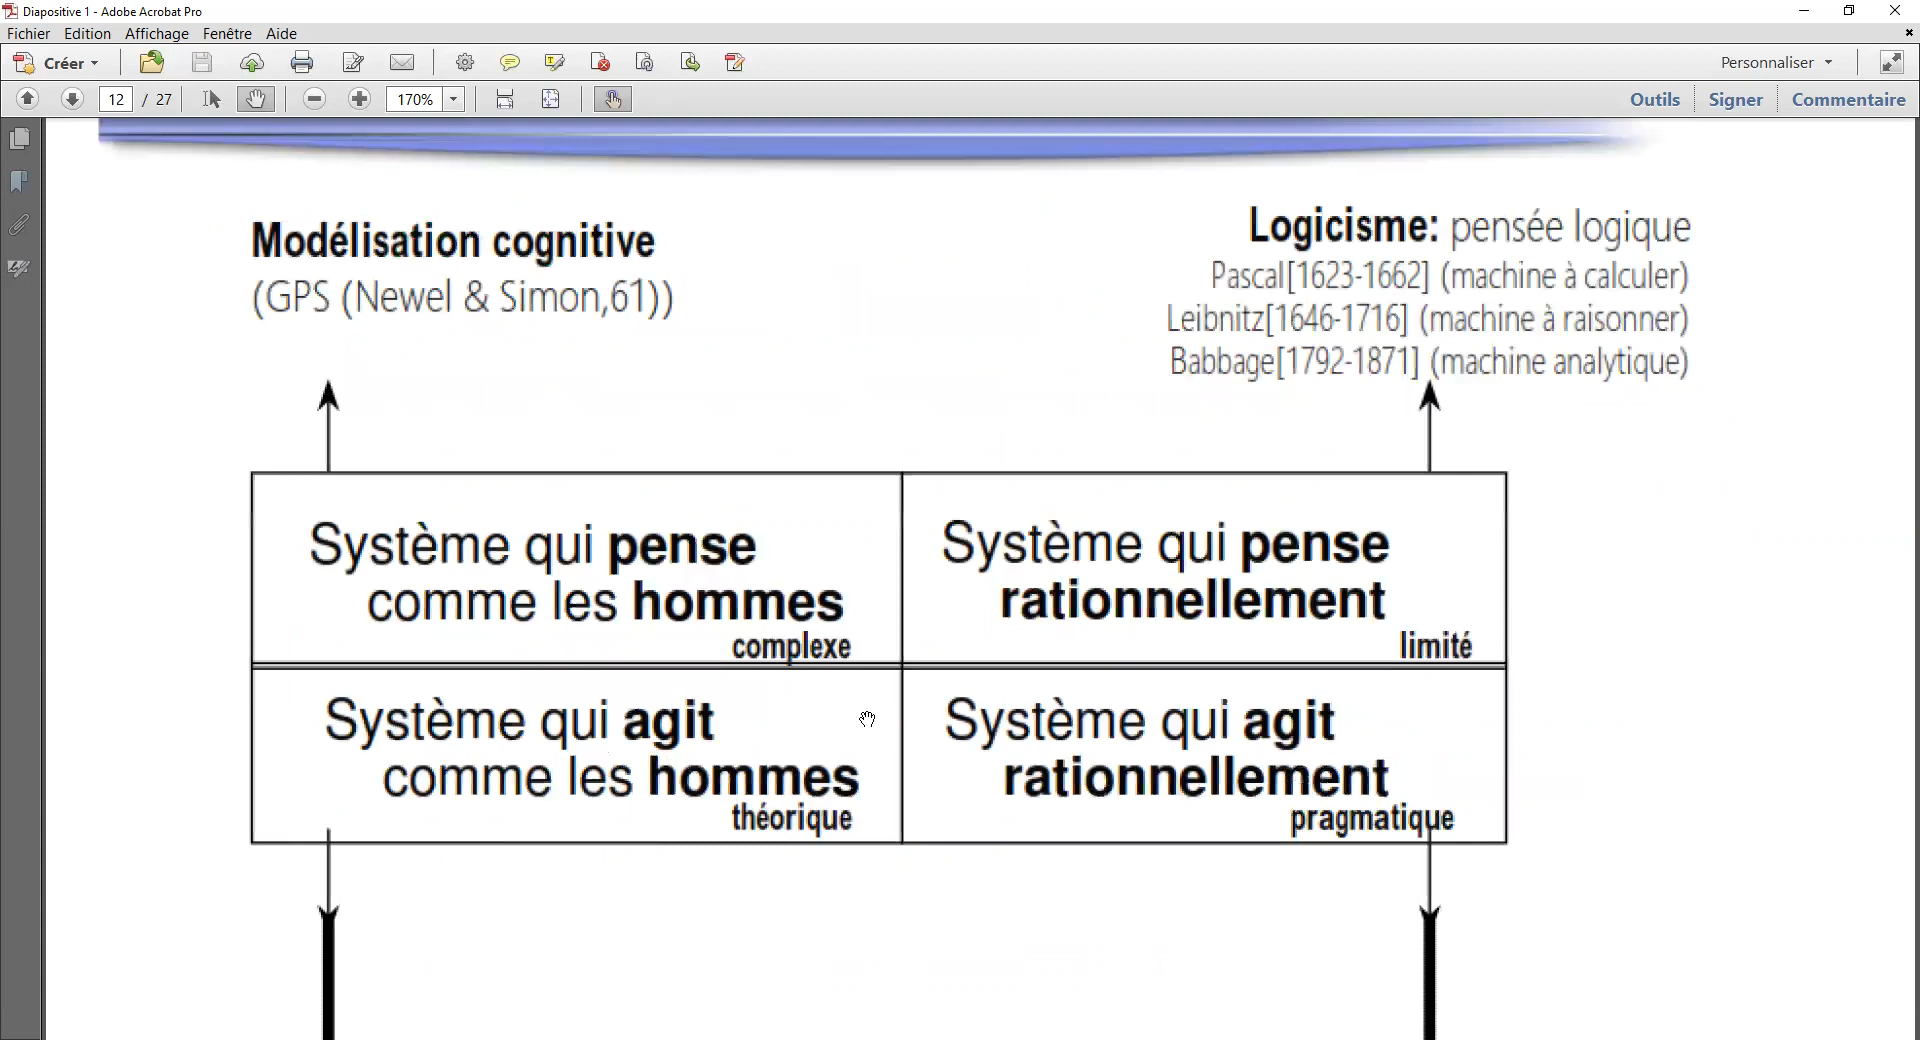 Diapositive 1 - Adobe Acrobat Pro
Fichier Edition Affichage Fenêtre Aide
Créer
Personnaliser
12 / 27
170%
Outils Signer Commentaire
Modélisation cognitive
(GPS (Newel & Simon,61))
Logicisme: pensée logique
Pascal[1623-1662] (machine à calculer)
Leibnitz[1646-1716] (machine à raisonner)
Babbage[1792-1871] (machine analytique)
Système qui pense
comme les hommes
complexe
Système qui pense
rationnellement
limité
Système qui agit
comme les hommes
théorique
Système qui agit
rationnellement
pragmatique